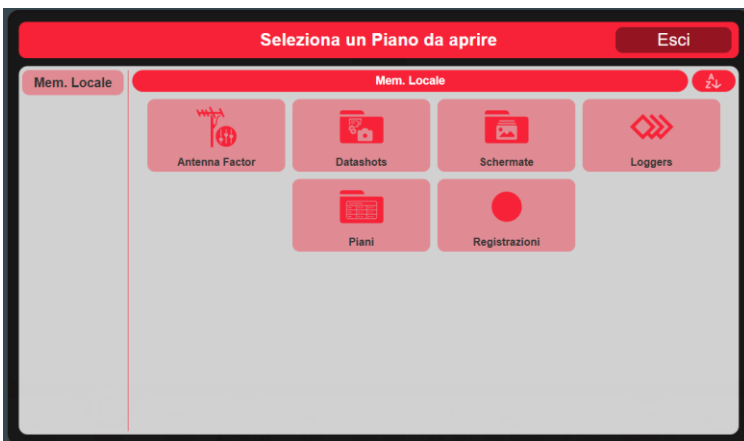 Seleziona un Piano da aprire
Esci
Mem. Locale
Mem. Locale
A
Z
Antenna Factor
Datashots
Schermate
Loggers
Piani
Registrazioni